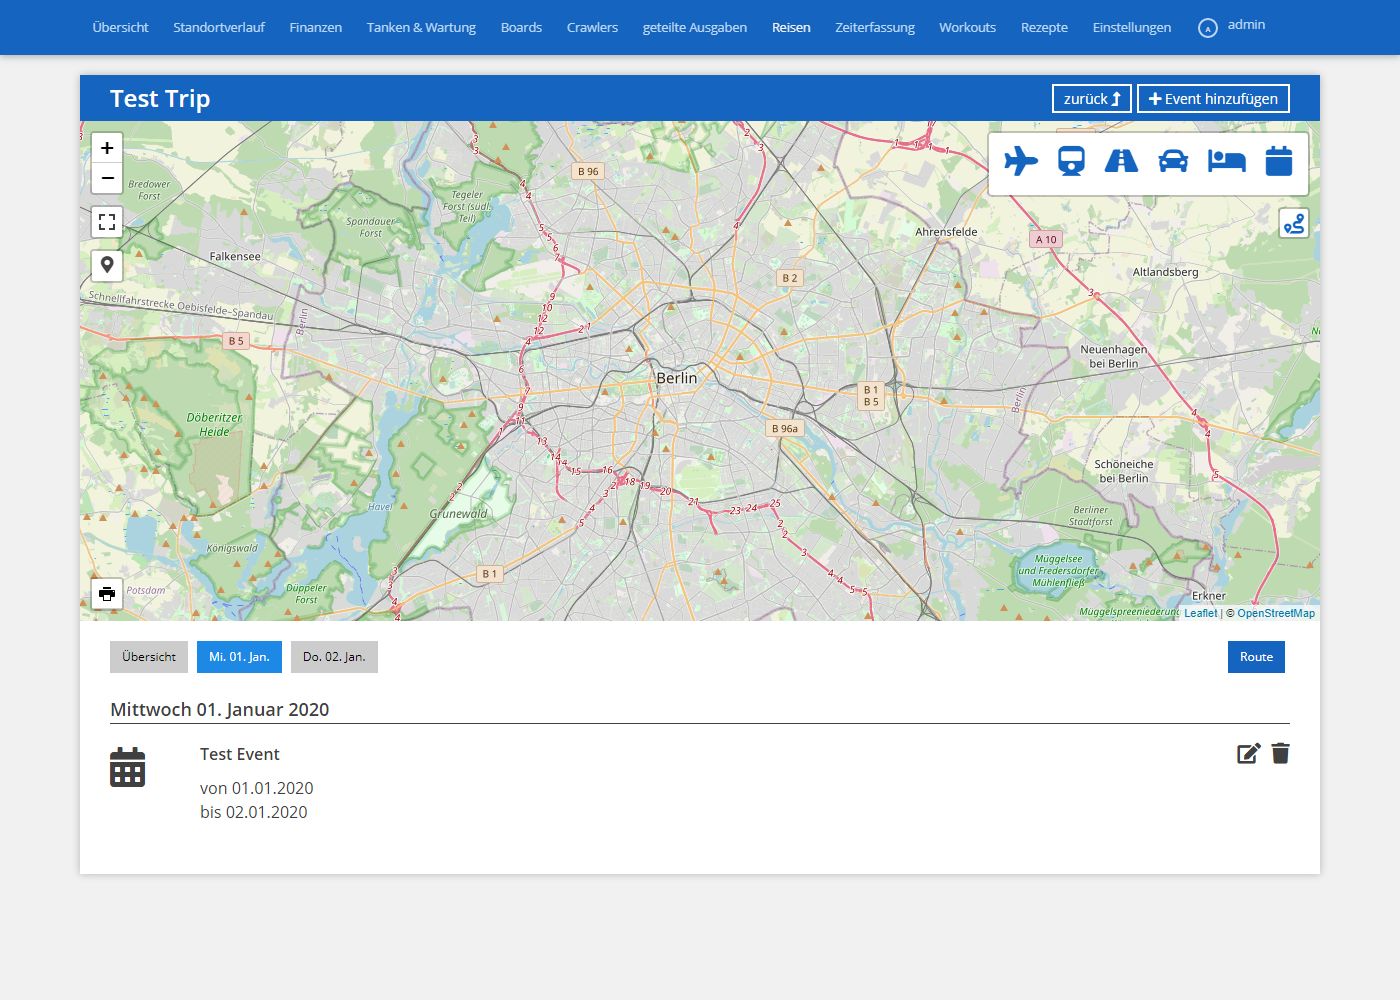 Übersicht Standortverlauf Finanzen Tanken & Wartung Boards Crawlers geteilte Ausgaben Reisen Zeiterfassung Workouts Rezepte Einstellungen A admin
Test Trip
zurück Event hinzufügen
+
−
Bredower
Forst
Tegeler
Forst (südl.
Teil)
Spandauer
Forst
Falkensee
Schnellfahrstrecke Oebisfelde–Spandau
Berlin
B 96
B 2
Ahrensfelde
A 10
Altlandsberg
B 5
Neuenhagen
bei Berlin
Berlin
B 1
B 5
Berlin
Döberitzer
Heide
B 96a
Schöneiche
bei Berlin
Havel
Grunewald
Berliner
Stadtforst
Königswald
Müggelsee
und Fredersdorfer
Mühlenfließ
B 1
Potsdam
Düppeler
Forst
Erkner
Müggelspreeniederung
Leaflet | © OpenStreetMap
Übersicht Mi. 01. Jan. Do. 02. Jan. Route
Mittwoch 01. Januar 2020
Test Event
von 01.01.2020
bis 02.01.2020